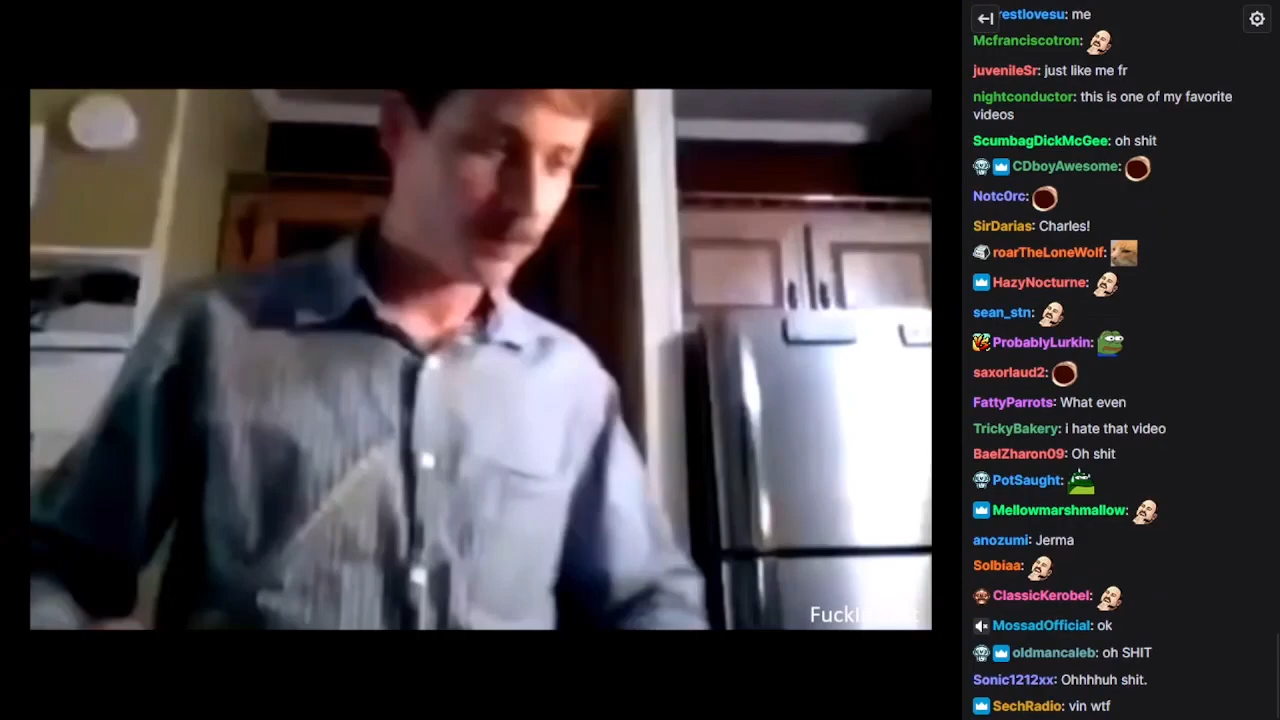 restlovesu: me
Mcfranciscotron:
juvenileSr: just like me fr
nightconductor: this is one of my favorite
videos
ScumbagDickMcGee: oh shit
CDboyAwesome:
Notc0rc:
SirDarias: Charles!
roarTheLoneWolf:
HazyNocturne:
sean_stn:
ProbablyLurkin:
saxorlaud2:
FattyParrots: What even
TrickyBakery: i hate that video
BaelZharon09: Oh shit
PotSaught:
Mellowmarshmallow:
anozumi: Jerma
Solbiaa:
ClassicKerobel:
MossadOfficial: ok
oldmancaleb: oh SHIT
Sonic1212xx: Ohhhhuh shit.
SechRadio: vin wtf